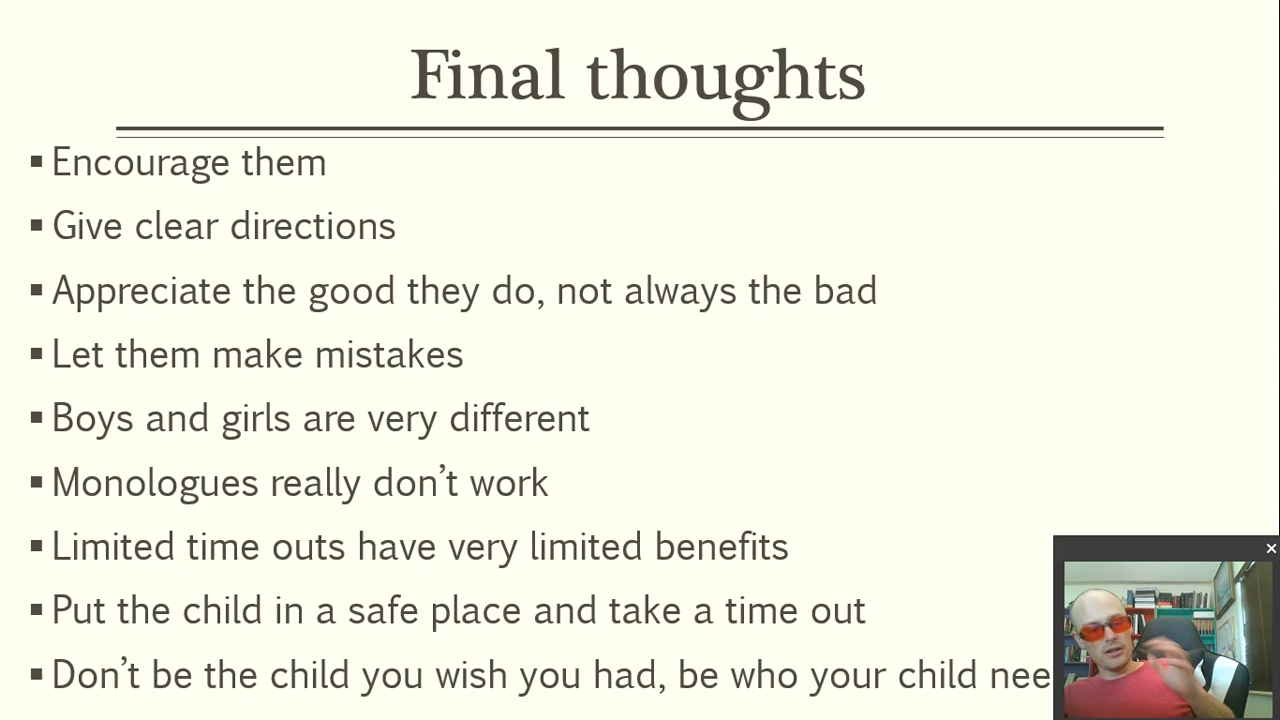 Final thoughts
▪ Encourage them
▪ Give clear directions
▪ Appreciate the good they do, not always the bad
▪ Let them make mistakes
▪ Boys and girls are very different
▪ Monologues really don’t work
▪ Limited time outs have very limited benefits
▪ Put the child in a safe place and take a time out
▪ Don’t be the child you wish you had, be who your child nee